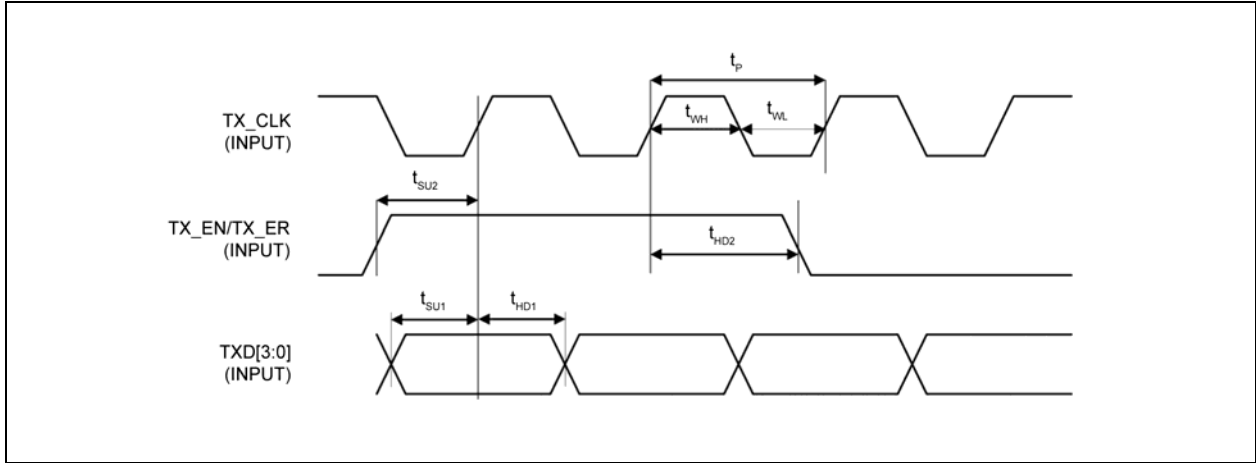 tP
TX_CLK
(INPUT)
tWH
tWL
tSU2
TX_EN/TX_ER
(INPUT)
tHD2
tSU1
tHD1
TXD[3:0]
(INPUT)